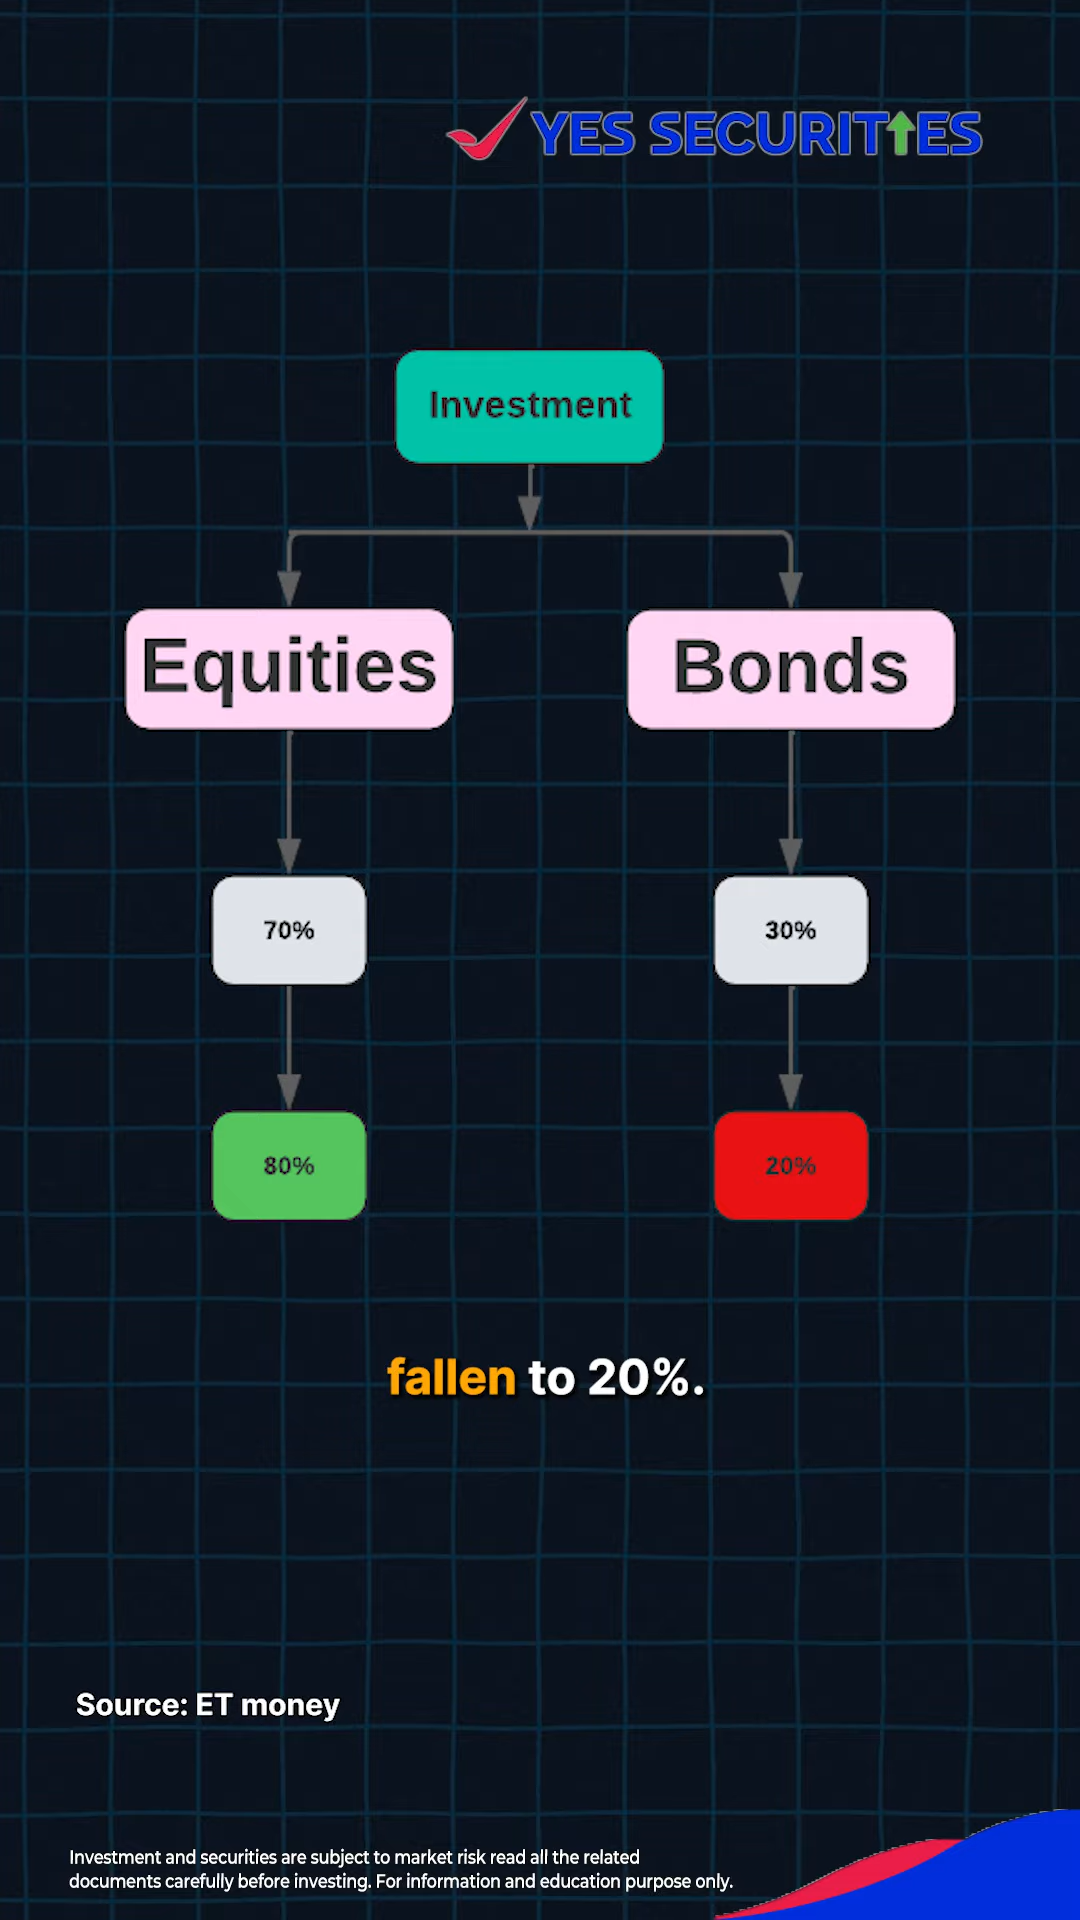 YES SECURITIES
Investment
Equities
Bonds
70%
30%
80%
20%
fallen to 20%.
Source: ET money
Investment and securities are subject to market risk read all the related
documents carefully before investing. For information and education purpose only.